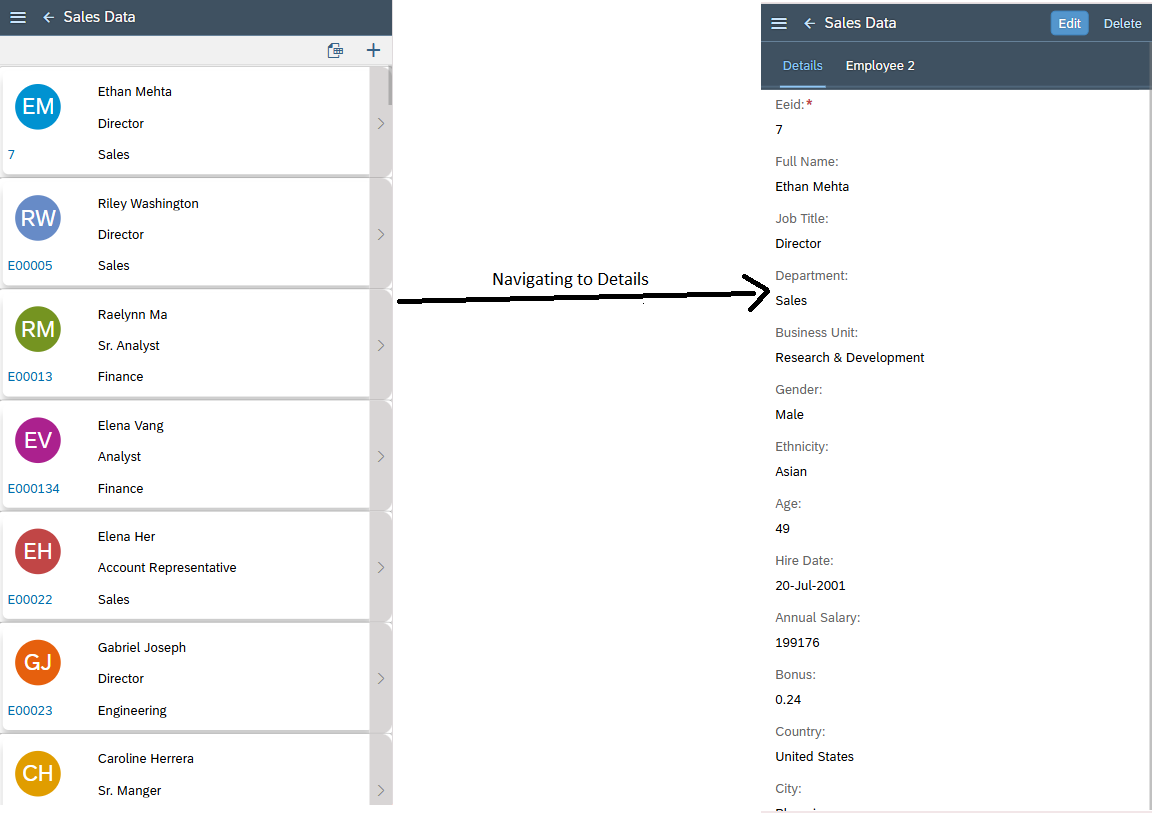 Sales Data
EM
Ethan Mehta
Director
7
Sales
RW
Riley Washington
Director
E00005
Sales
RM
Raelynn Ma
Sr. Analyst
E00013
Finance
EV
Elena Vang
Analyst
E000134
Finance
EH
Elena Her
Account Representative
E00022
Sales
GJ
Gabriel Joseph
Director
E00023
Engineering
CH
Caroline Herrera
Sr. Manger
Navigating to Details
Sales Data
Edit
Delete
Details
Employee 2
Eeid:*
7
Full Name:
Ethan Mehta
Job Title:
Director
Department:
Sales
Business Unit:
Research & Development
Gender:
Male
Ethnicity:
Asian
Age:
49
Hire Date:
20-Jul-2001
Annual Salary:
199176
Bonus:
0.24
Country:
United States
City: